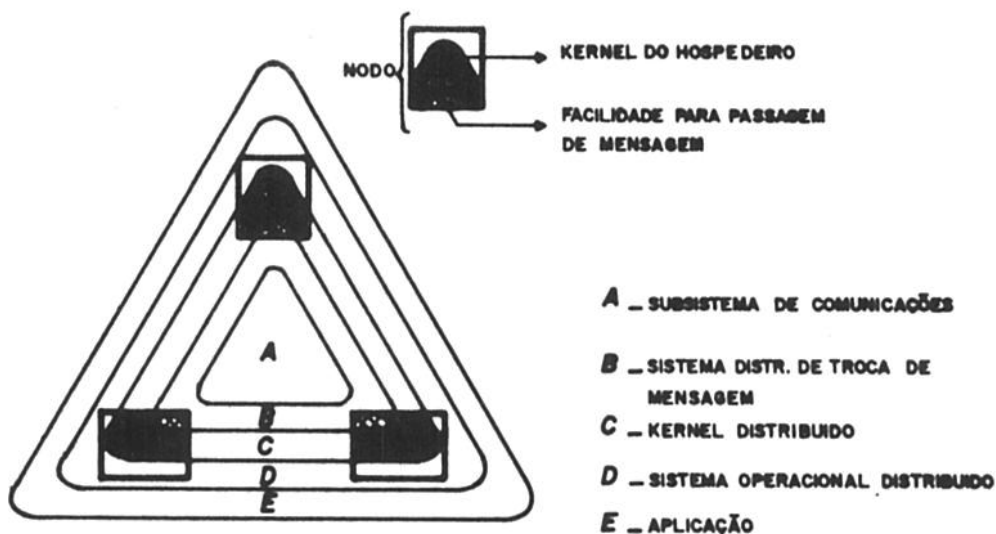 NODO
KERNEL DO HOSPEDEIRO
FACILIDADE PARA PASSAGEM
DE MENSAGEM
A
B
C
D
E
A _ SUBSISTEMA DE COMUNICAÇÕES
B _ SISTEMA DISTR. DE TROCA DE
MENSAGEM
C _ KERNEL DISTRIBUIDO
D _ SISTEMA OPERACIONAL DISTRIBUIDO
E _ APLICAÇÃO